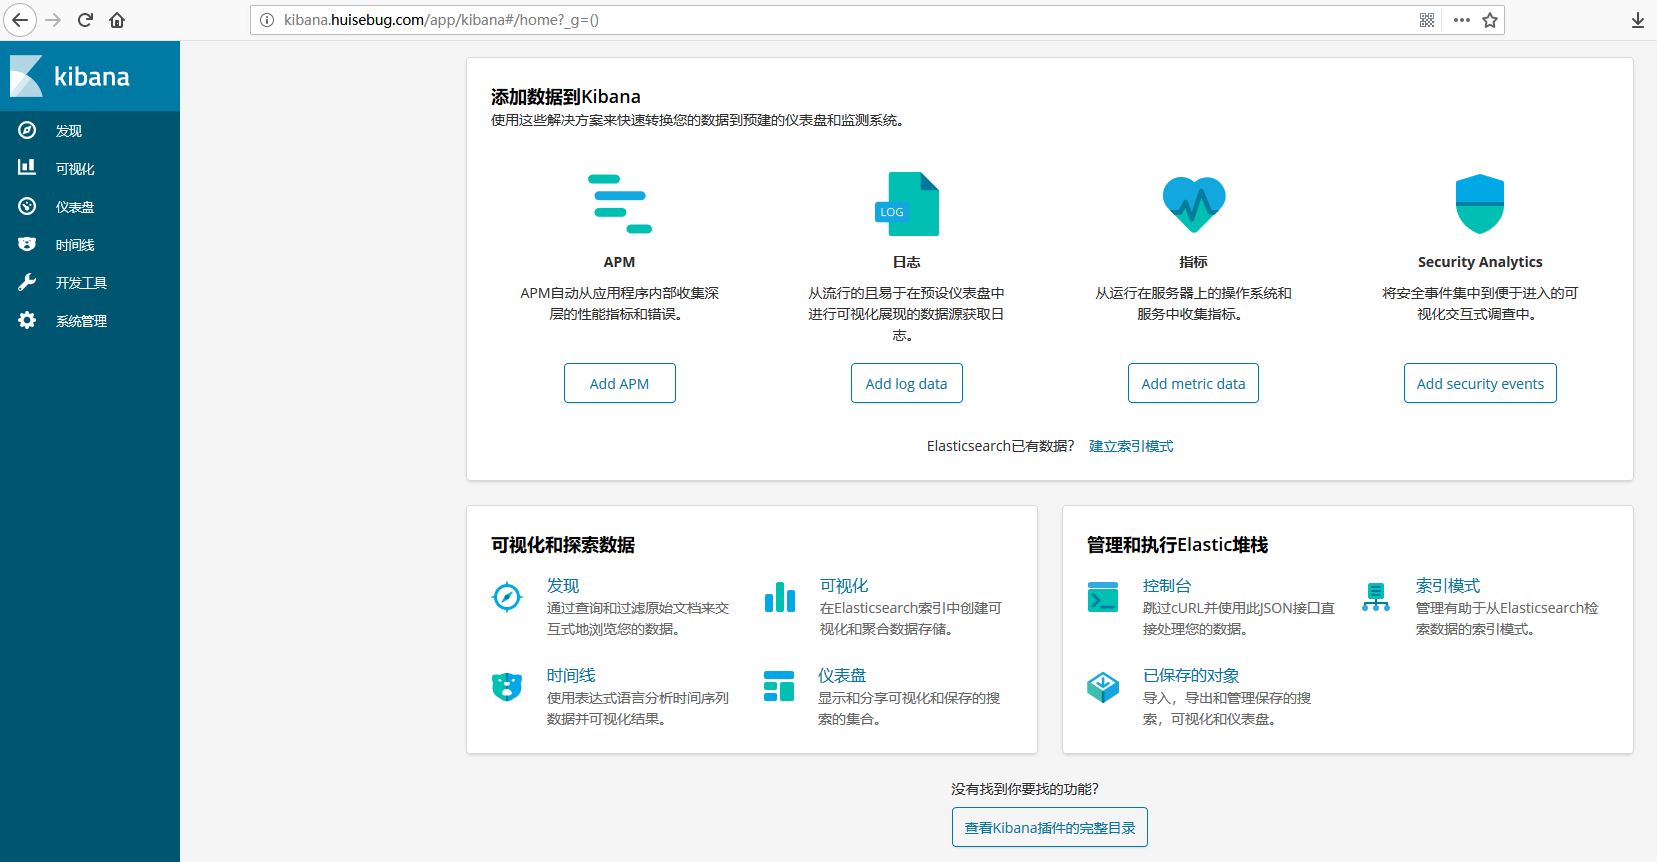 kibana.huisebug.com/app/kibana#/home?_g=()
kibana
发现
可视化
仪表盘
时间线
开发工具
系统管理
添加数据到Kibana
使用这些解决方案来快速转换您的数据到预建的仪表盘和监测系统。
APM
APM自动从应用程序内部收集深
层的性能指标和错误。
Add APM
LOG
日志
从流行的且易于在预设仪表盘中
进行可视化展现的数据源获取日
志。
Add log data
指标
从运行在服务器上的操作系统和
服务中收集指标。
Add metric data
Security Analytics
将安全事件集中到便于进入的可
视化交互式调查中。
Add security events
Elasticsearch已有数据? 建立索引模式
可视化和探索数据
发现
通过查询和过滤原始文档来交
互式地浏览您的数据。
可视化
在Elasticsearch索引中创建可
视化和聚合数据存储。
时间线
使用表达式语言分析时间序列
数据并可视化结果。
仪表盘
显示和分享可视化和保存的搜
索的集合。
管理和执行Elastic堆栈
控制台
跳过cURL并使用此JSON接口直
接处理您的数据。
索引模式
管理有助于从Elasticsearch检
索数据的索引模式。
已保存的对象
导入，导出和管理保存的搜
索，可视化和仪表盘。
没有找到你要找的功能?
查看Kibana插件的完整目录